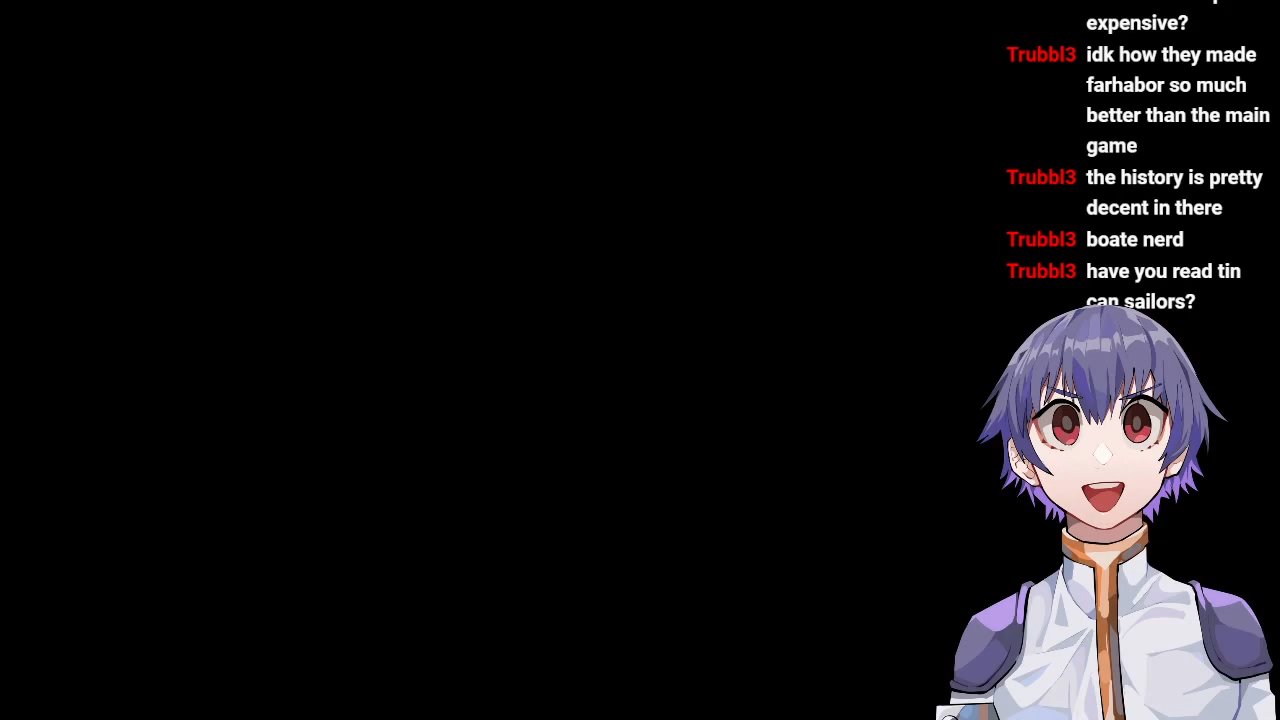 expensive?
Trubbl3 idk how they made
farhabor so much
better than the main
game
Trubbl3 the history is pretty
decent in there
Trubbl3 boate nerd
Trubbl3 have you read tin
can sailors?